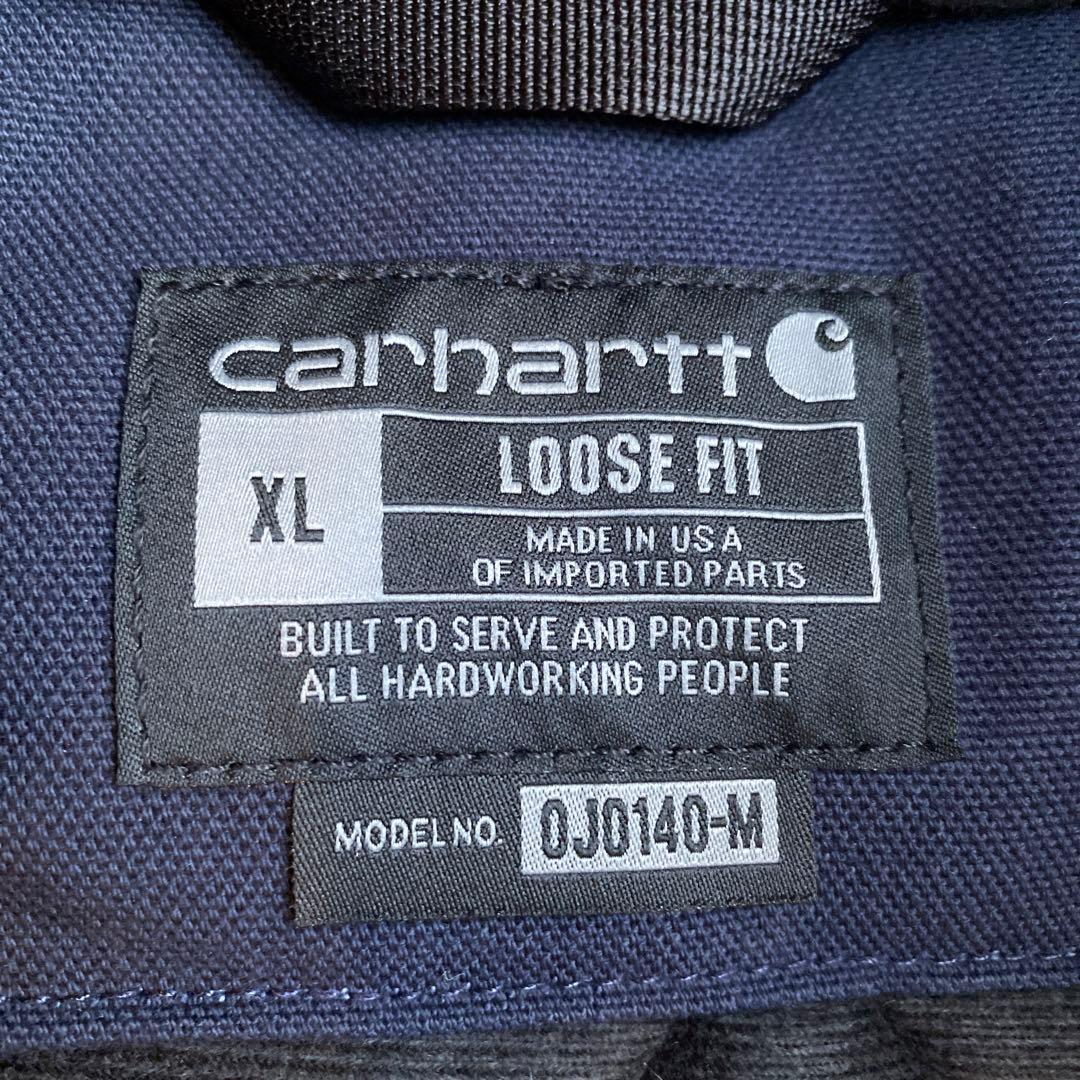 carhartt
XL
LOOSE FIT
MADE IN USA
OF IMPORTED PARTS
BUILT TO SERVE AND PROTECT
ALL HARDWORKING PEOPLE
MODEL NO. OJ0140-M